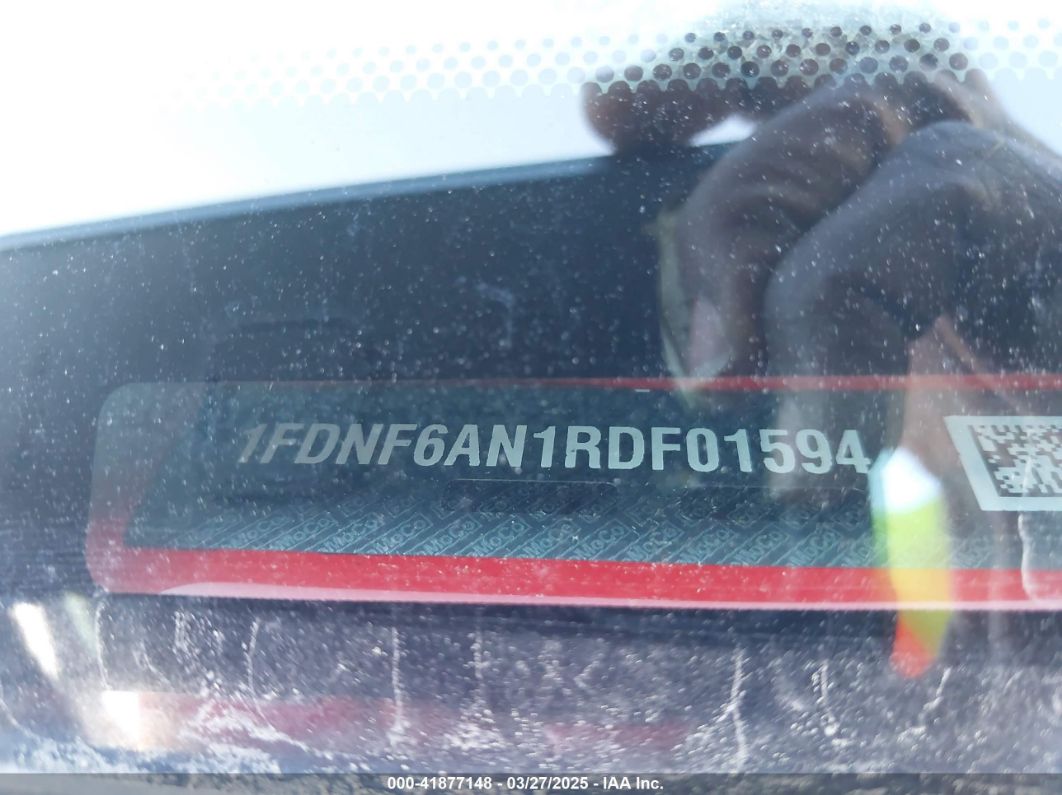 1FDNF6AN1RDF01594
000-41877148 - 03/27/2025 - IAA Inc.